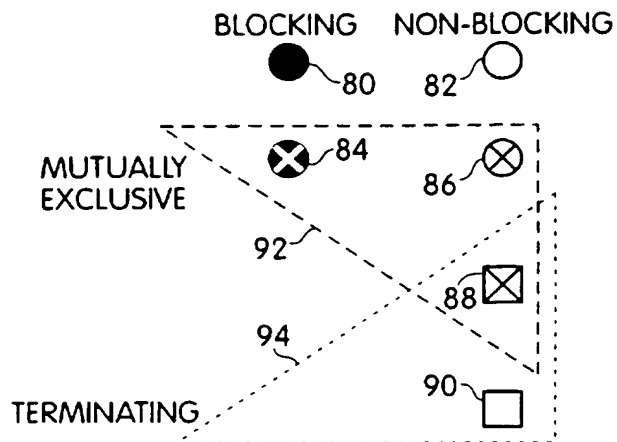 BLOCKING NON-BLOCKING
80 82
84 86
MUTUALLY
EXCLUSIVE
92
88
94
90
TERMINATING